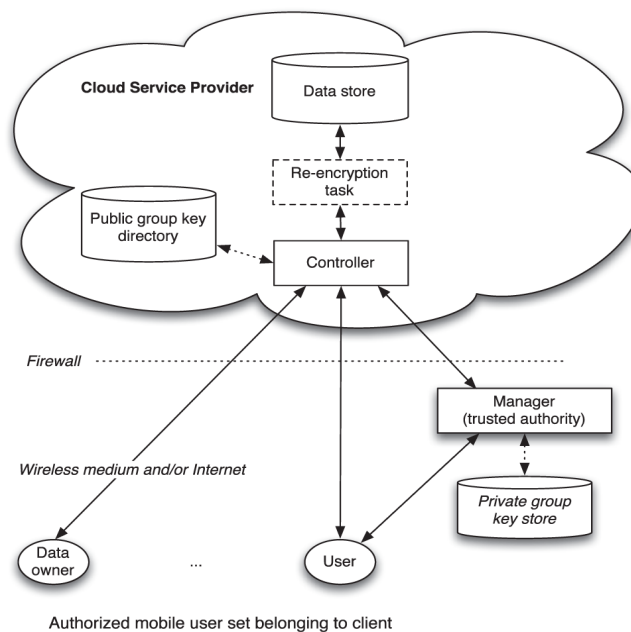 Cloud Service Provider
Data store
Re-encryption
task
Public group key
directory
Controller
Firewall
Manager
(trusted authority)
Wireless medium and/or Internet
Private group
key store
Data
owner
...
User
Authorized mobile user set belonging to client